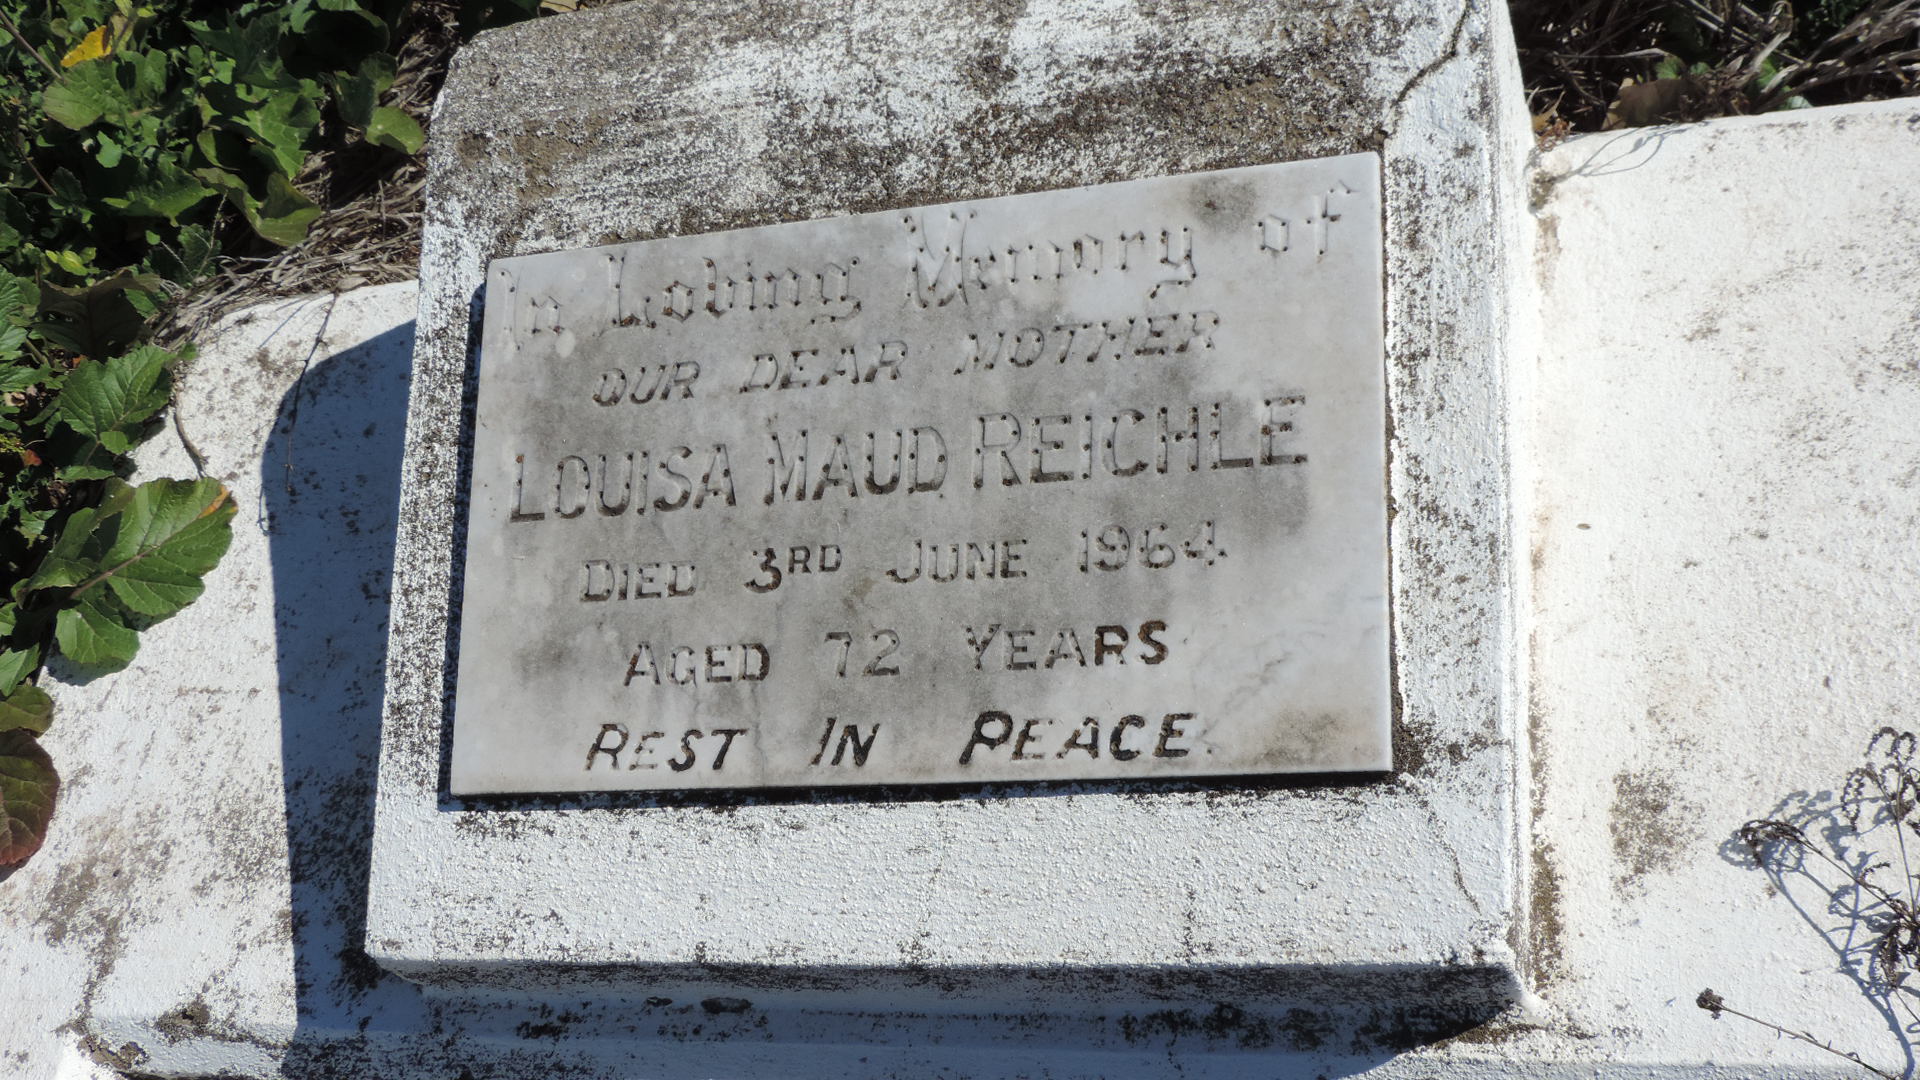 In Loving Memory of
OUR DEAR MOTHER
LOUISA MAUD REICHLE
DIED 3RD JUNE 1964
AGED 72 YEARS
REST IN PEACE.